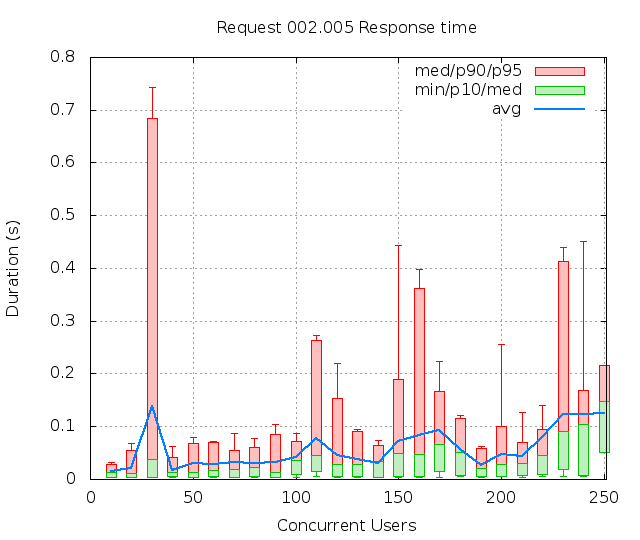 Request 002.005 Response time
0.8
0.7
0.6
0.5
0.4
0.3
0.2
0.1
0
Duration (s)
med/p90/p95
min/p10/med
avg
0 50 100 150 200 250
Concurrent Users